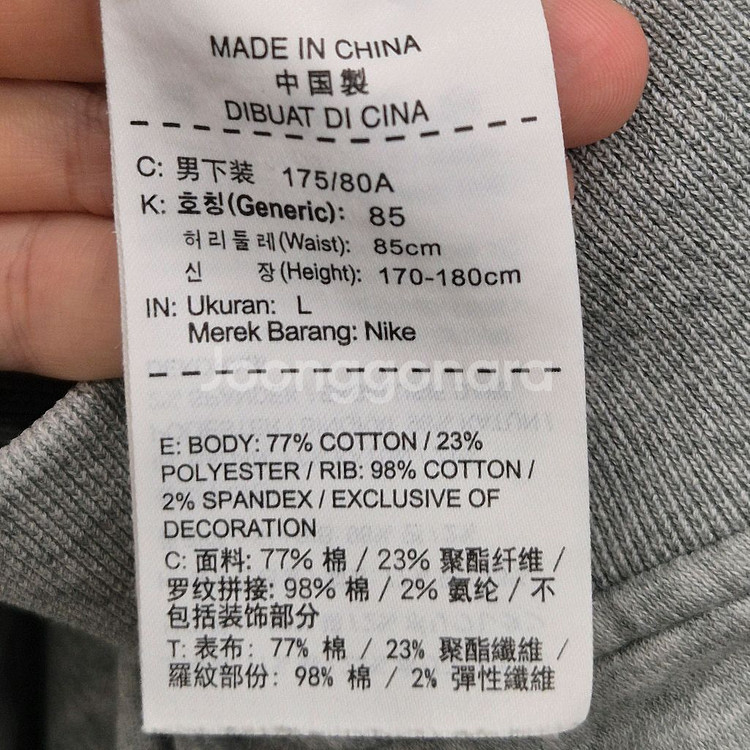 MADE IN CHINA
中国製
DIBUAT DI CINA
C: 男下装 175/80A
K: 호칭(Generic): 85
허리둘레(Waist): 85cm
신 장(Height): 170-180cm
IN: Ukuran: L
Merek Barang: Nike
Joonggonara
E: BODY: 77% COTTON / 23%
POLYESTER / RIB: 98% COTTON /
2% SPANDEX / EXCLUSIVE OF
DECORATION
C: 面料: 77% 棉 / 23% 聚酯纤维 /
罗纹拼接: 98% 棉 / 2% 氨纶 / 不
包括装饰部分
T: 表布: 77% 棉 / 23% 聚酯纖維 /
羅紋部份: 98% 棉 / 2% 彈性纖維